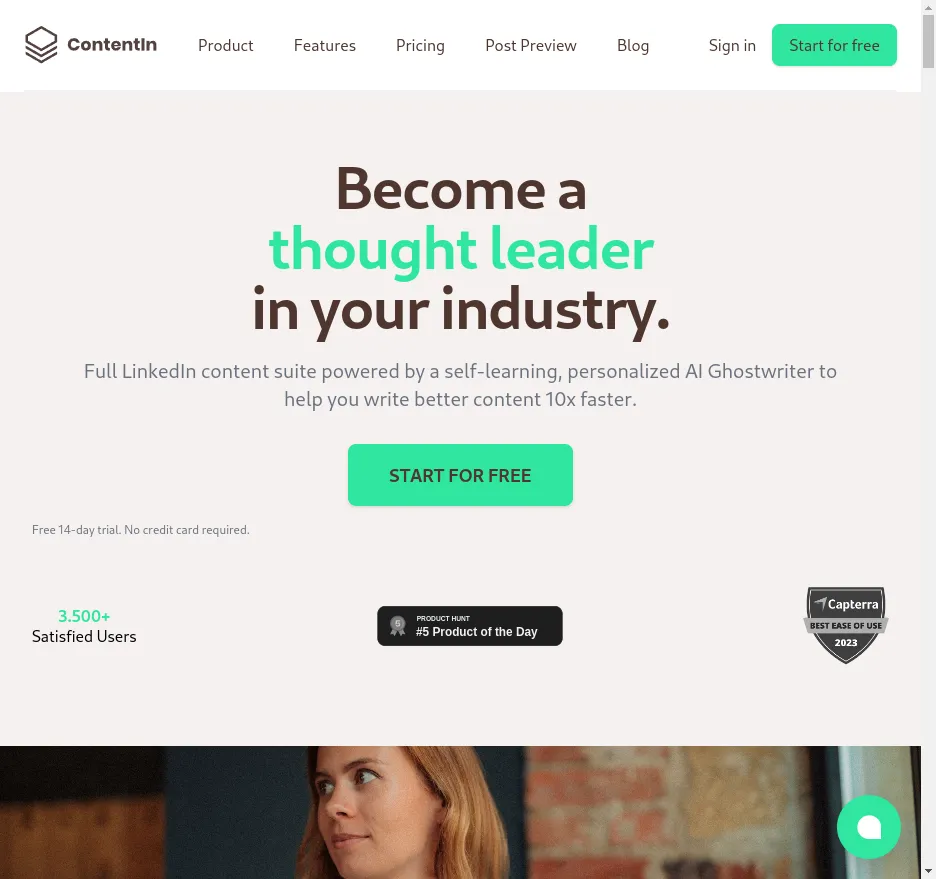 ContentIn
Product
Features
Pricing
Post Preview
Blog
Sign in
Start for free
Become a
thought leader
in your industry.
Full LinkedIn content suite powered by a self-learning, personalized AI Ghostwriter to
help you write better content 10x faster.
START FOR FREE
Free 14-day trial. No credit card required.
3.500+
Satisfied Users
5
PRODUCT HUNT
#5 Product of the Day
Capterra
BEST EASE OF USE
2023